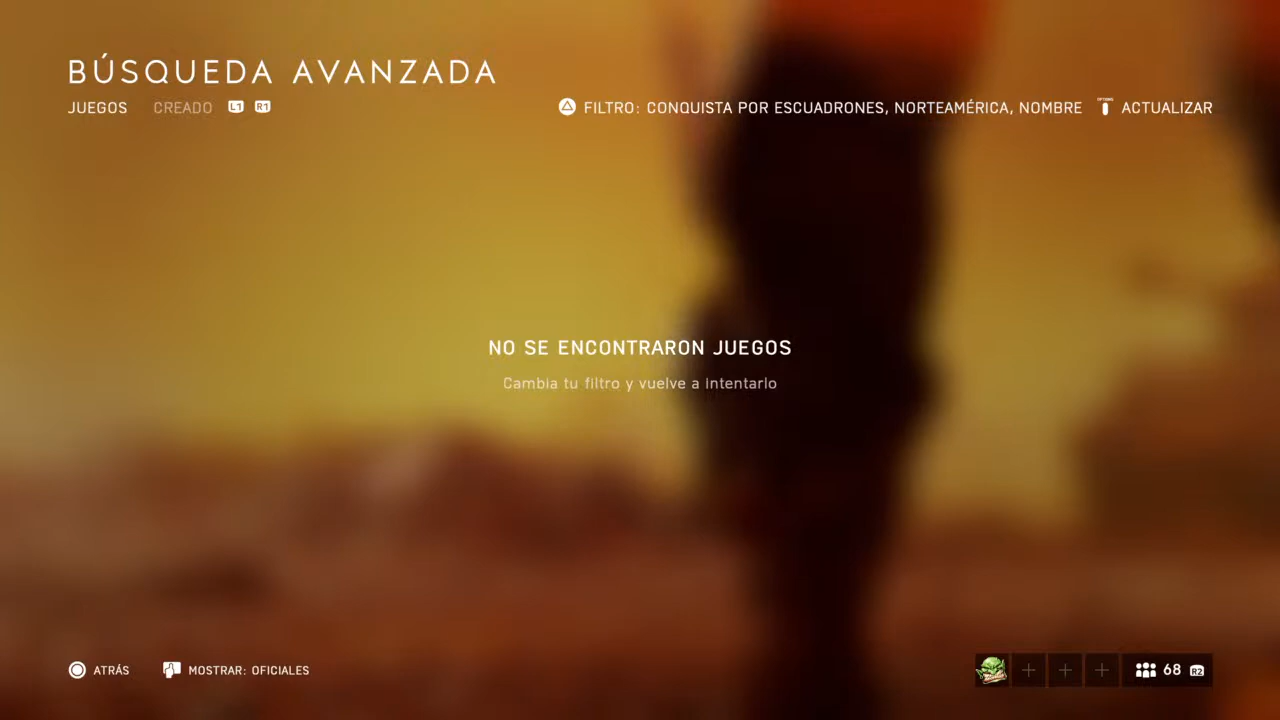 BÚSQUEDA AVANZADA
JUEGOS CREADO L1 R1
FILTRO: CONQUISTA POR ESCUADRONES, NORTEAMÉRICA, NOMBRE OPTIONS ACTUALIZAR
NO SE ENCONTRARON JUEGOS
Cambia tu filtro y vuelve a intentarlo
ATRÁS MOSTRAR: OFICIALES
68 R2